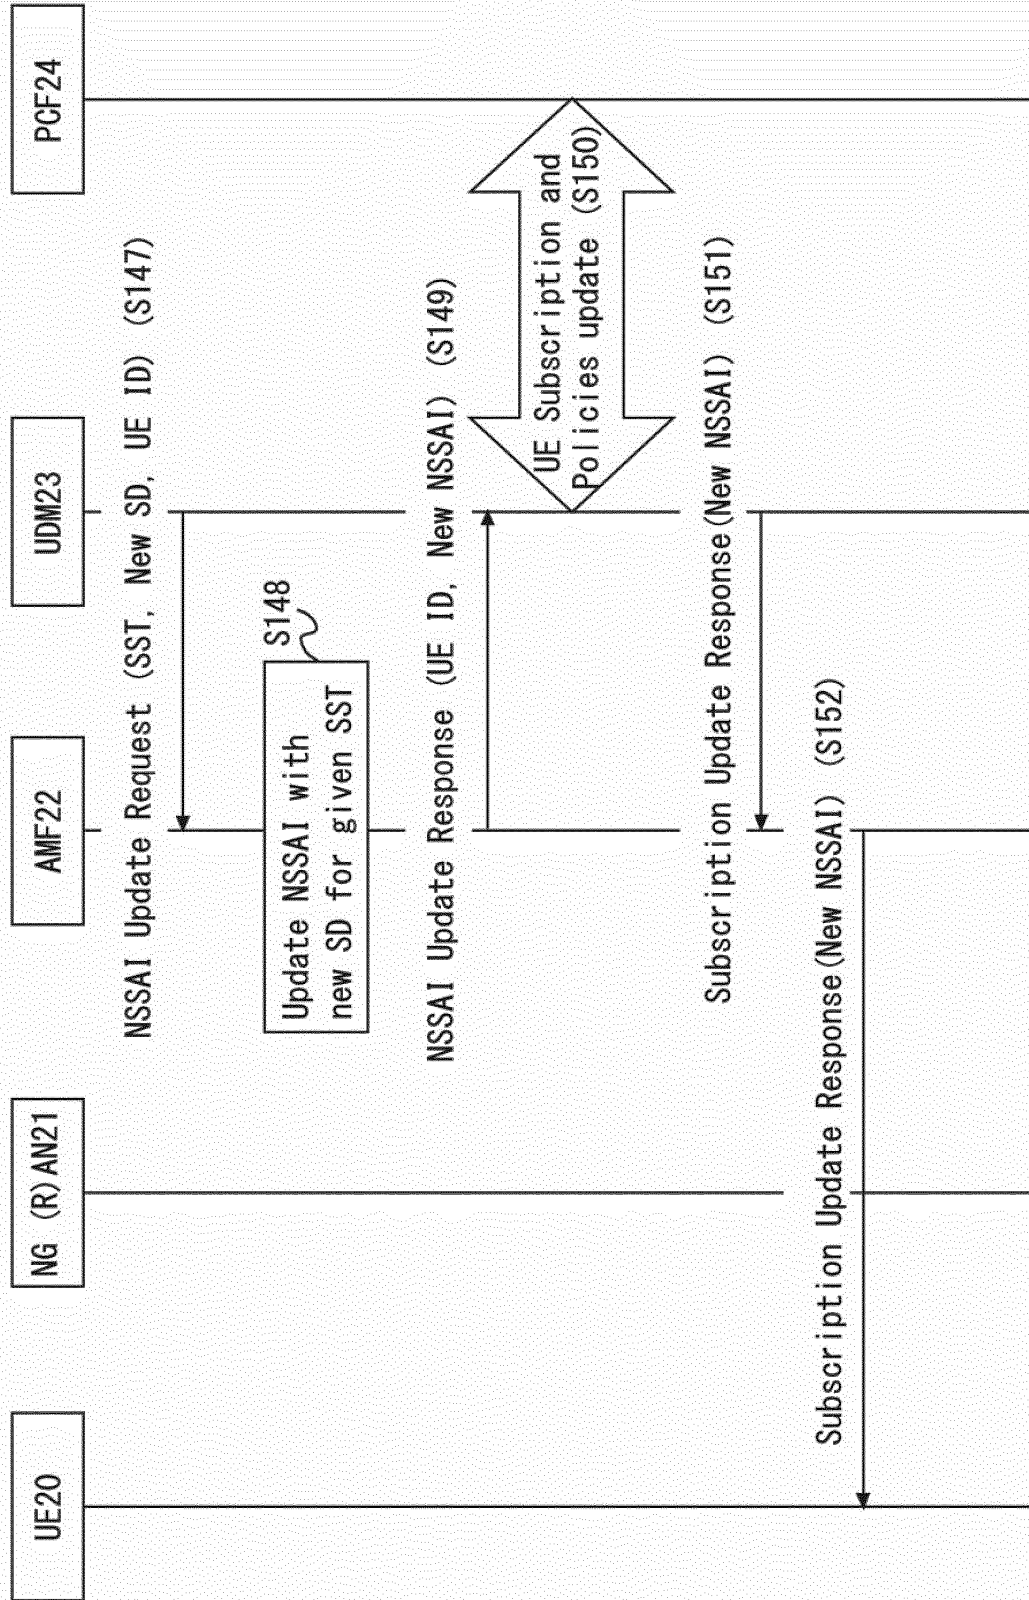 UE20
NG (R)AN21
AMF22
UDM23
PCF24
NSSAI Update Request (SST, New SD, UE ID) (S147)
S148
Update NSSAI with
new SD for given SST
NSSAI Update Response (UE ID, New NSSAI) (S149)
UE Subscription and
Policies update (S150)
Subscription Update Response(New NSSAI) (S151)
Subscription Update Response(New NSSAI) (S152)